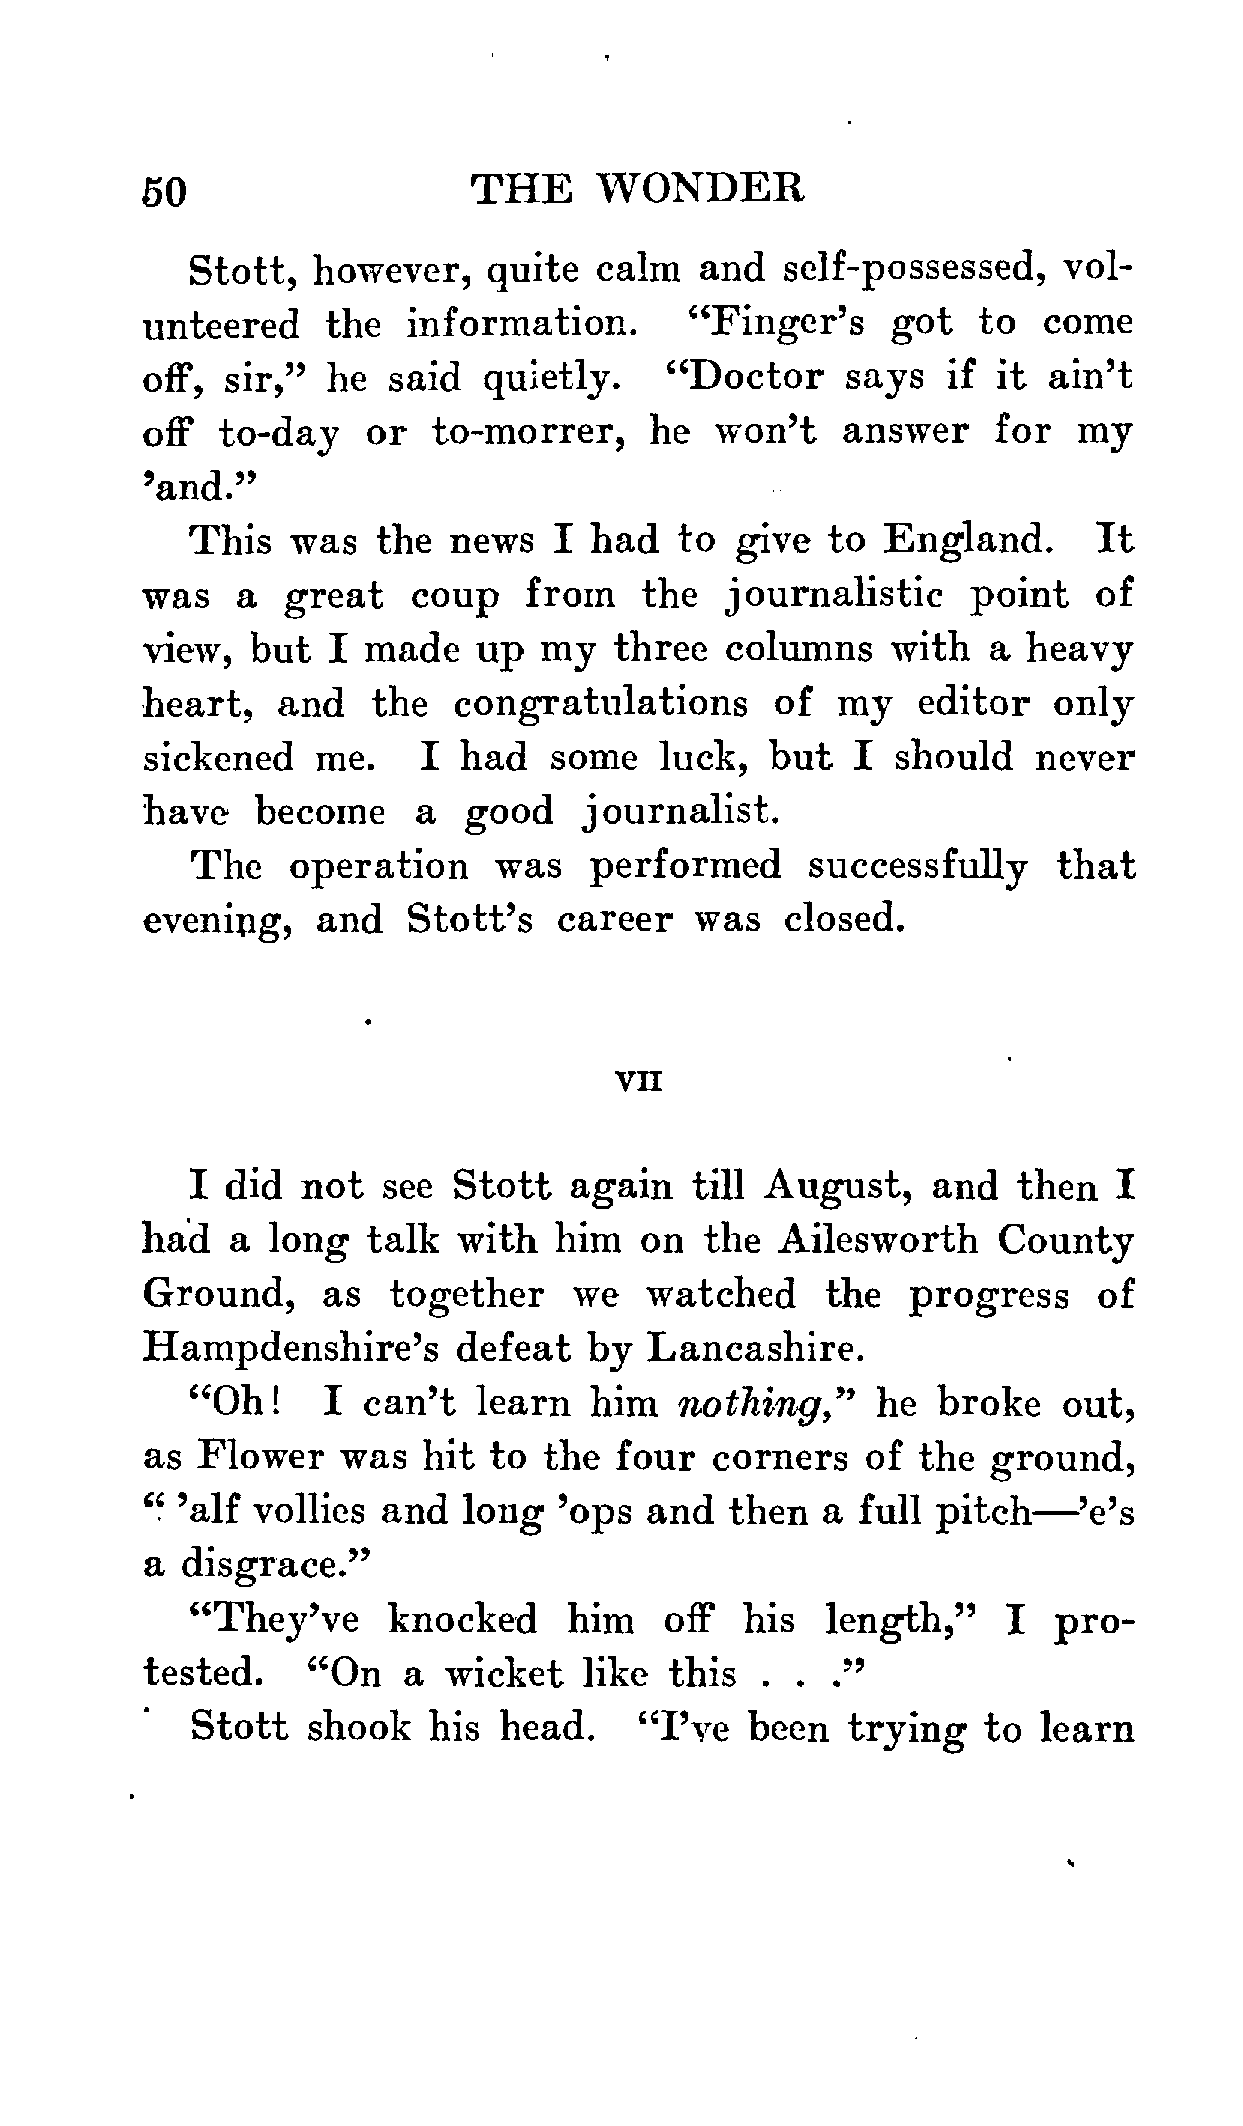 50 THE WONDER
Stott, however, quite calm and self-possessed, vol-
unteered the information. “Finger’s got to come
off, sir,” he said quietly. “Doctor says if it ain’t
off to-day or to-morrer, he won’t answer for my
’and.”
This was the news I had to give to England. It
was a great coup from the journalistic point of
view, but I made up my three columns with a heavy
heart, and the congratulations of my editor only
sickened me. I had some luck, but I should never
have become a good journalist.
The operation was performed successfully that
evening, and Stott’s career was closed.
VII
I did not see Stott again till August, and then I
had a long talk with him on the Ailesworth County
Ground, as together we watched the progress of
Hampdenshire’s defeat by Lancashire.
“Oh! I can’t learn him nothing,” he broke out,
as Flower was hit to the four corners of the ground,
“ ’alf vollies and long ’ops and then a full pitch—’e’s
a disgrace.”
“They’ve knocked him off his length,” I pro-
tested. “On a wicket like this . . .”
Stott shook his head. “I’ve been trying to learn